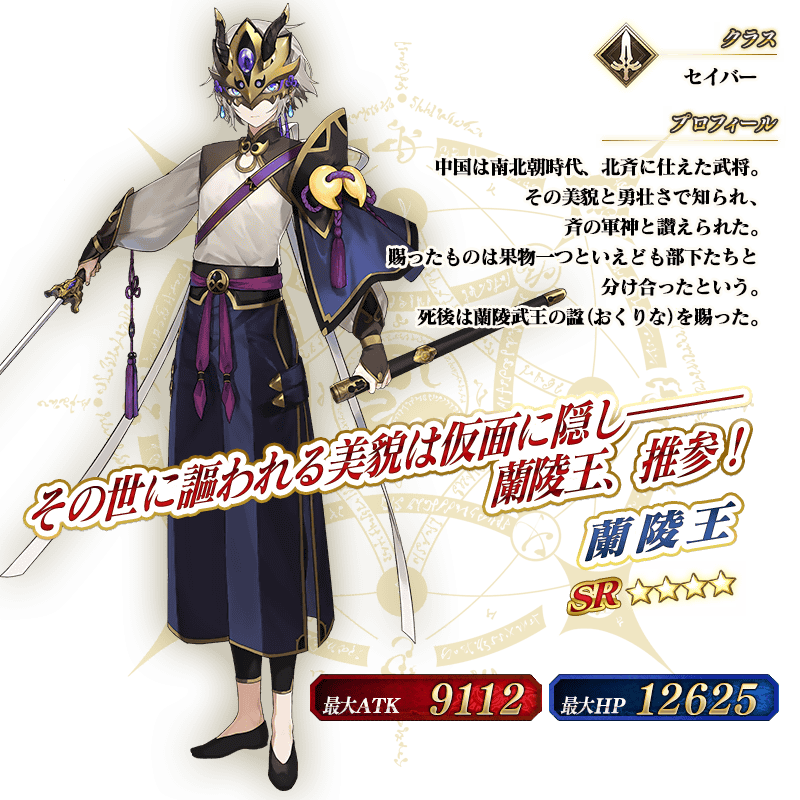 クラス
セイバー
プロフィール
中国は南北朝時代、北斉に仕えた武将。
その美貌と勇壮さで知られ、
斉の軍神と讃えられた。
賜ったものは果物一つといえども部下たちと
分け合ったという。
死後は蘭陵武王の諡（おくりな）を賜った。
その世に謳われる美貌は仮面に隠し――
蘭陵王、推参！
蘭陵王
SR
最大ATK 9112
最大HP 12625